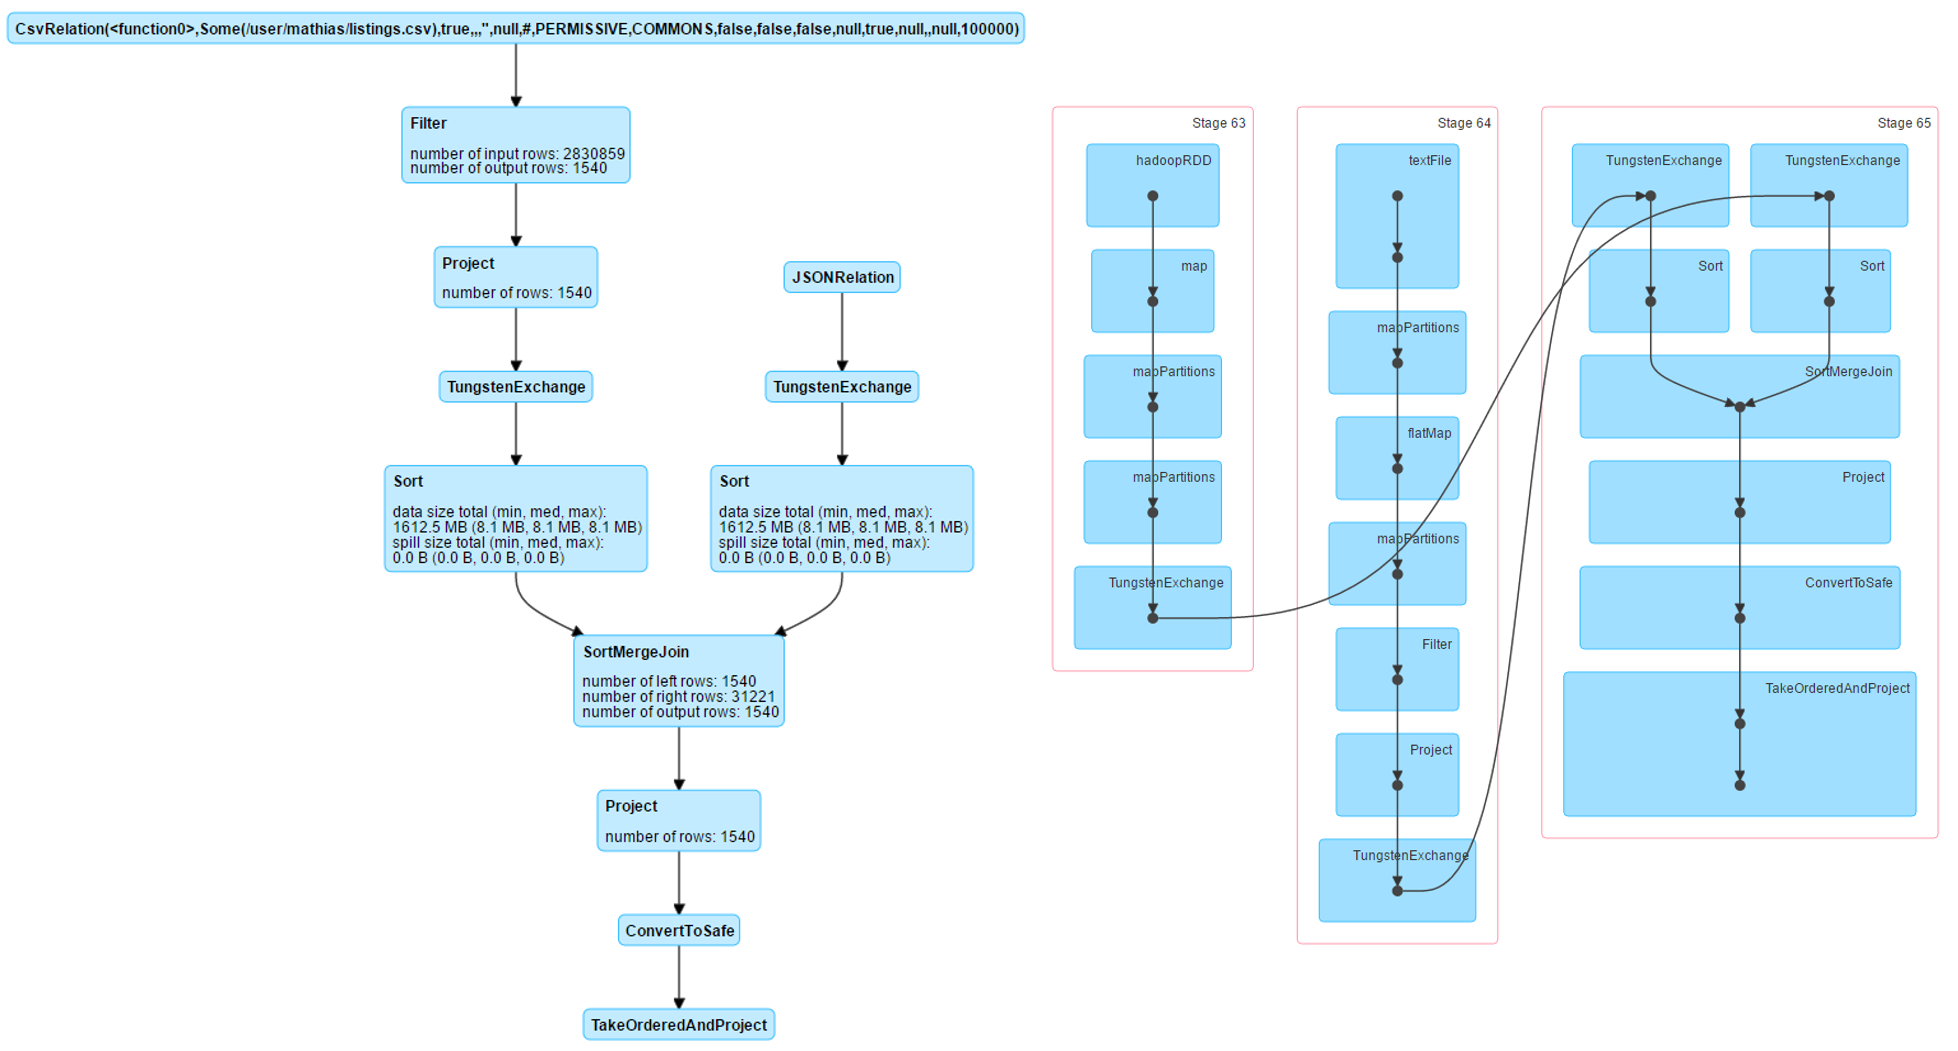 CsvRelation(<function0>,Some(/user/mathias/listings.csv),true,,,",null,#,PERMISSIVE,COMMONS,false,false,false,null,true,null,,null,100000)
Filter
number of input rows: 2830859
number of output rows: 1540
Project
number of rows: 1540
JSONRelation
TungstenExchange
TungstenExchange
Sort
data size total (min, med, max):
1612.5 MB (8.1 MB, 8.1 MB, 8.1 MB)
spill size total (min, med, max):
0.0 B (0.0 B, 0.0 B, 0.0 B)
Sort
data size total (min, med, max):
1612.5 MB (8.1 MB, 8.1 MB, 8.1 MB)
spill size total (min, med, max):
0.0 B (0.0 B, 0.0 B, 0.0 B)
SortMergeJoin
number of left rows: 1540
number of right rows: 31221
number of output rows: 1540
Project
number of rows: 1540
ConvertToSafe
TakeOrderedAndProject
Stage 63
hadoopRDD
map
mapPartitions
mapPartitions
TungstenExchange
Stage 64
textFile
mapPartitions
flatMap
mapPartitions
Filter
Project
TungstenExchange
Stage 65
TungstenExchange
TungstenExchange
Sort
Sort
SortMergeJoin
Project
ConvertToSafe
TakeOrderedAndProject